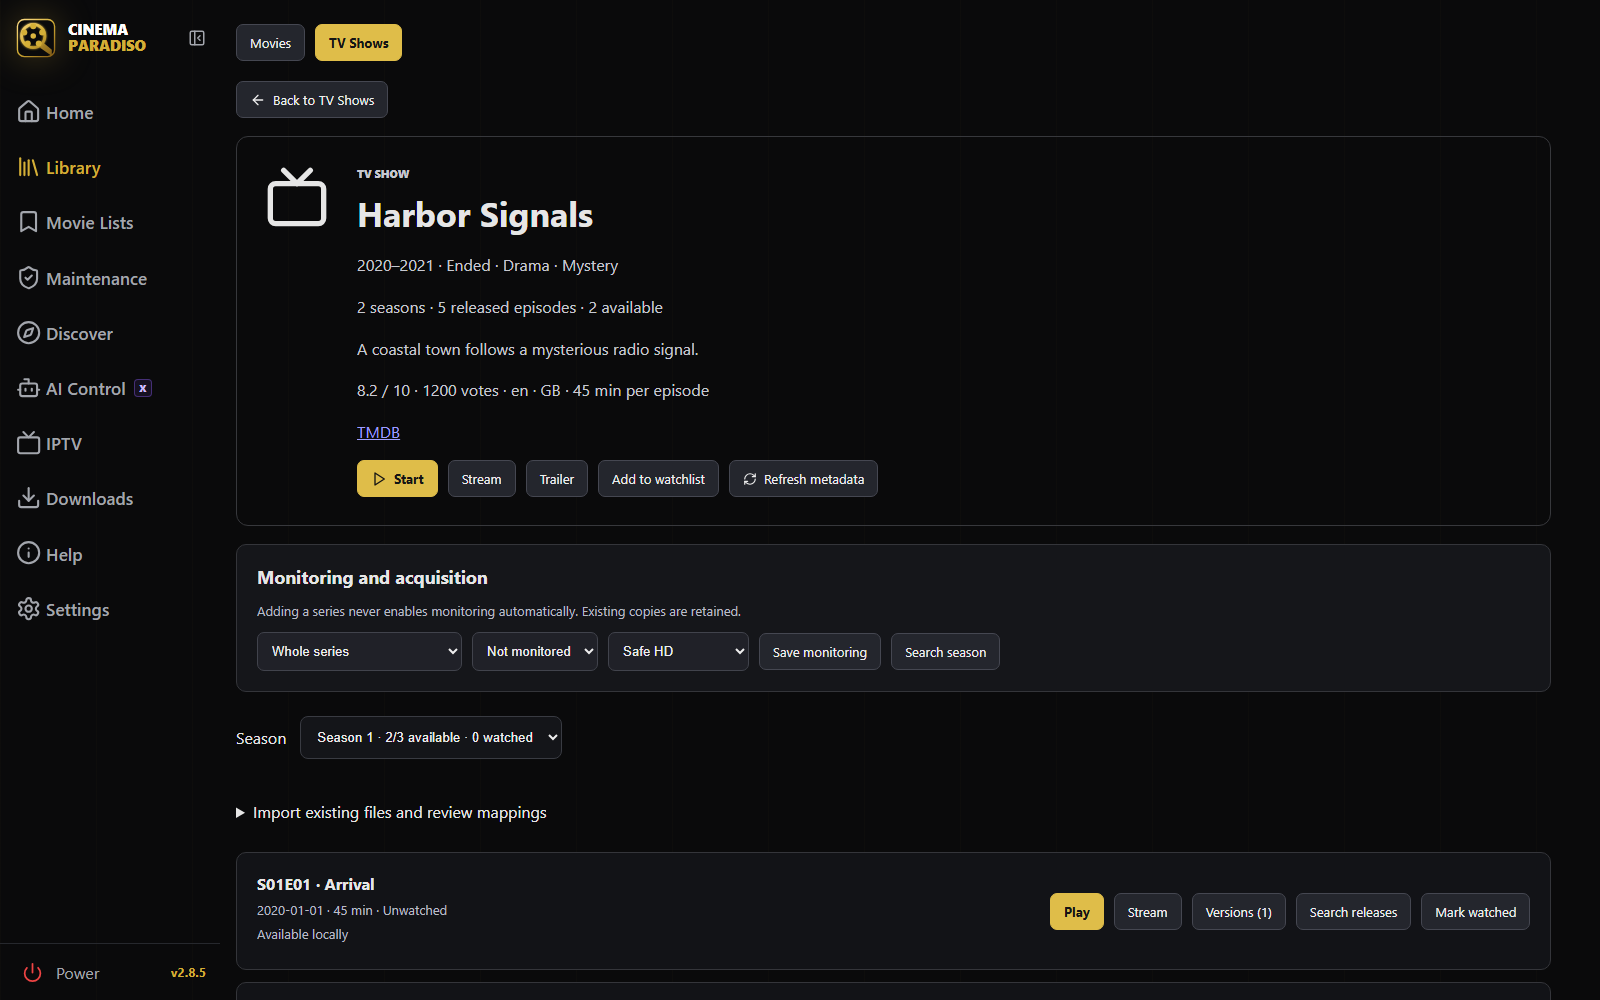 CINEMA
PARADISO
Home
Library
Movie Lists
Maintenance
Discover
AI Control x
IPTV
Downloads
Help
Settings
Power v2.8.5
Movies TV Shows
Back to TV Shows
TV SHOW
Harbor Signals
2020–2021 · Ended · Drama · Mystery
2 seasons · 5 released episodes · 2 available
A coastal town follows a mysterious radio signal.
8.2 / 10 · 1200 votes · en · GB · 45 min per episode
TMDB
Start Stream Trailer Add to watchlist Refresh metadata
Monitoring and acquisition
Adding a series never enables monitoring automatically. Existing copies are retained.
Whole series Not monitored Safe HD Save monitoring Search season
Season Season 1 · 2/3 available · 0 watched
Import existing files and review mappings
S01E01 · Arrival
2020-01-01 · 45 min · Unwatched
Available locally
Play Stream Versions (1) Search releases Mark watched